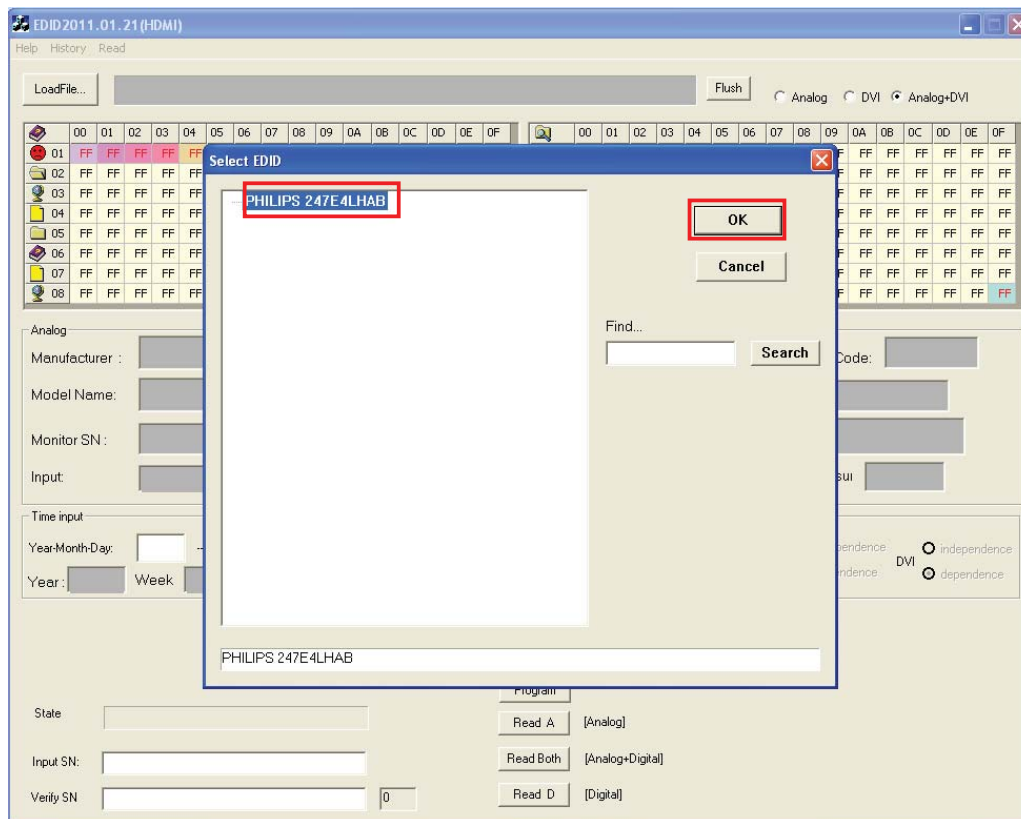 EDID2011.01.21(HDMI)
Help History Read
LoadFile... Flush Analog DVI Analog+DVI
00 01 02 03 04 05 06 07 08 09 0A 0B 0C 0D 0E 0F 00 01 02 03 04 05 06 07 08 09 0A 0B 0C 0D 0E 0F
01 FF FF FF FF FF FF FF FF FF FF FF
02 FF FF FF FF FF FF FF FF FF FF FF
03 FF FF FF FF FF FF FF FF FF FF FF
04 FF FF FF FF FF FF FF FF FF FF FF
05 FF FF FF FF FF FF FF FF FF FF FF
06 FF FF FF FF FF FF FF FF FF FF FF
07 FF FF FF FF FF FF FF FF FF FF FF
08 FF FF FF FF FF FF FF FF FF FF FF
Select EDID
PHILIPS 247E4LHAB
OK
Cancel
Find...
Search
PHILIPS 247E4LHAB
Analog
Manufacturer :
Code:
Model Name:
Monitor SN :
Input:
Time input
Year-Month-Day: --
Year: Week
DVI
independence
dependence
Program
State
Read A [Analog]
Input SN: Read Both [Analog+Digital]
Verify SN 0 Read D [Digital]